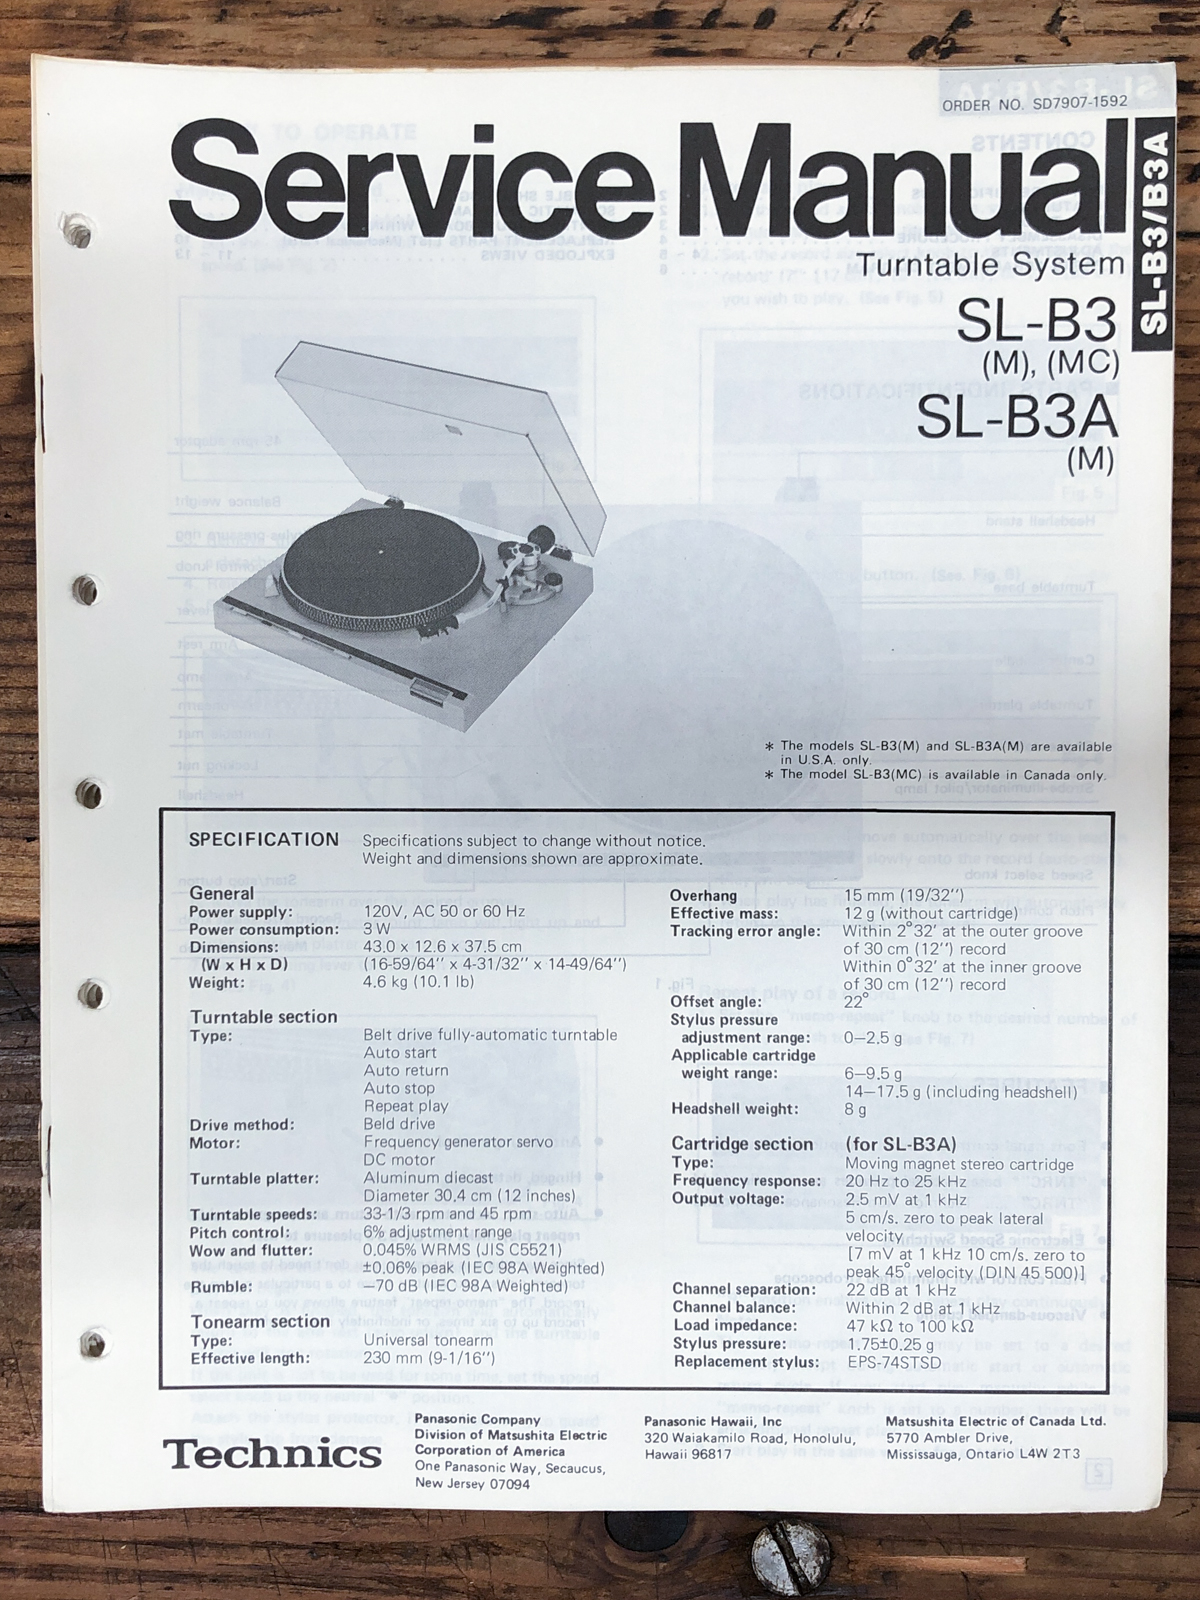 ORDER NO. SD7907-1592
Service Manual
SL-B3/B3A
Turntable System
SL-B3
(M), (MC)
SL-B3A
(M)
* The models SL-B3(M) and SL-B3A(M) are available
in U.S.A. only.
* The model SL-B3(MC) is available in Canada only.
SPECIFICATION Specifications subject to change without notice.
Weight and dimensions shown are approximate.
General
Power supply: 120V, AC 50 or 60 Hz
Power consumption: 3 W
Dimensions: 43.0 x 12.6 x 37.5 cm
(W x H x D) (16-59/64'' x 4-31/32'' x 14-49/64'')
Weight: 4.6 kg (10.1 lb)
Turntable section
Type: Belt drive fully-automatic turntable
Auto start
Auto return
Auto stop
Repeat play
Drive method: Beld drive
Motor: Frequency generator servo
DC motor
Turntable platter: Aluminum diecast
Diameter 30.4 cm (12 inches)
Turntable speeds: 33-1/3 rpm and 45 rpm
Pitch control: 6% adjustment range
Wow and flutter: 0.045% WRMS (JIS C5521)
±0.06% peak (IEC 98A Weighted)
Rumble: —70 dB (IEC 98A Weighted)
Tonearm section
Type: Universal tonearm
Effective length: 230 mm (9-1/16'')
Overhang 15 mm (19/32'')
Effective mass: 12 g (without cartridge)
Tracking error angle: Within 2°32' at the outer groove
of 30 cm (12'') record
Within 0°32' at the inner groove
of 30 cm (12'') record
Offset angle: 22°
Stylus pressure
adjustment range: 0—2.5 g
Applicable cartridge
weight range: 6—9.5 g
14—17.5 g (including headshell)
Headshell weight: 8 g
Cartridge section (for SL-B3A)
Type: Moving magnet stereo cartridge
Frequency response: 20 Hz to 25 kHz
Output voltage: 2.5 mV at 1 kHz
5 cm/s. zero to peak lateral
velocity
[7 mV at 1 kHz 10 cm/s. zero to
peak 45° velocity (DIN 45 500)]
Channel separation: 22 dB at 1 kHz
Channel balance: Within 2 dB at 1 kHz
Load impedance: 47 kΩ to 100 kΩ
Stylus pressure: 1.75±0.25 g
Replacement stylus: EPS-74STSD
Technics
Panasonic Company
Division of Matsushita Electric
Corporation of America
One Panasonic Way, Secaucus,
New Jersey 07094
Panasonic Hawaii, Inc
320 Waiakamilo Road, Honolulu,
Hawaii 96817
Matsushita Electric of Canada Ltd.
5770 Ambler Drive,
Mississauga, Ontario L4W 2T3